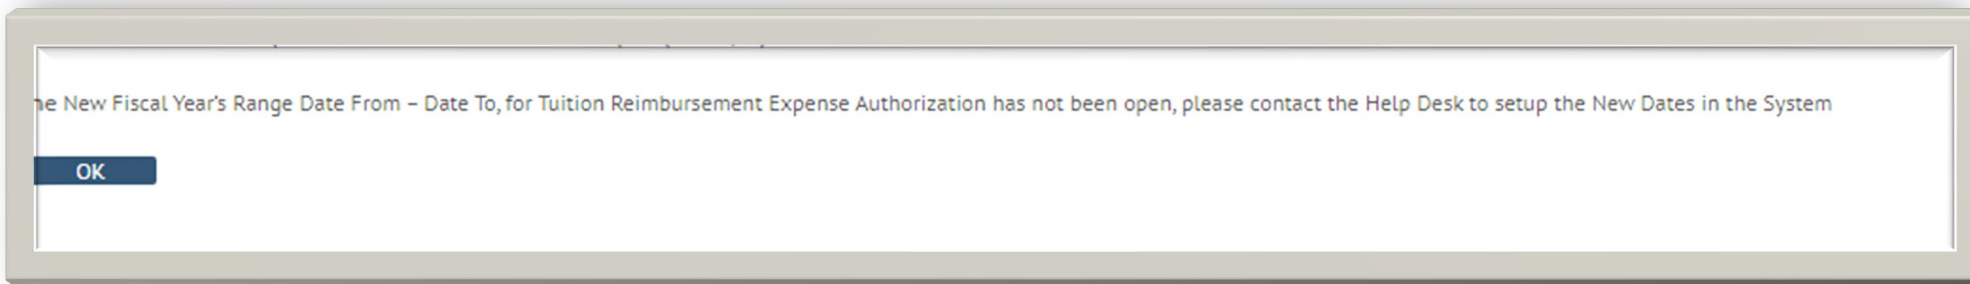 New Fiscal Year's Range Date From – Date To, for Tuition Reimbursement Expense Authorization has not been open, please contact the Help Desk to setup the New Dates in the System
OK